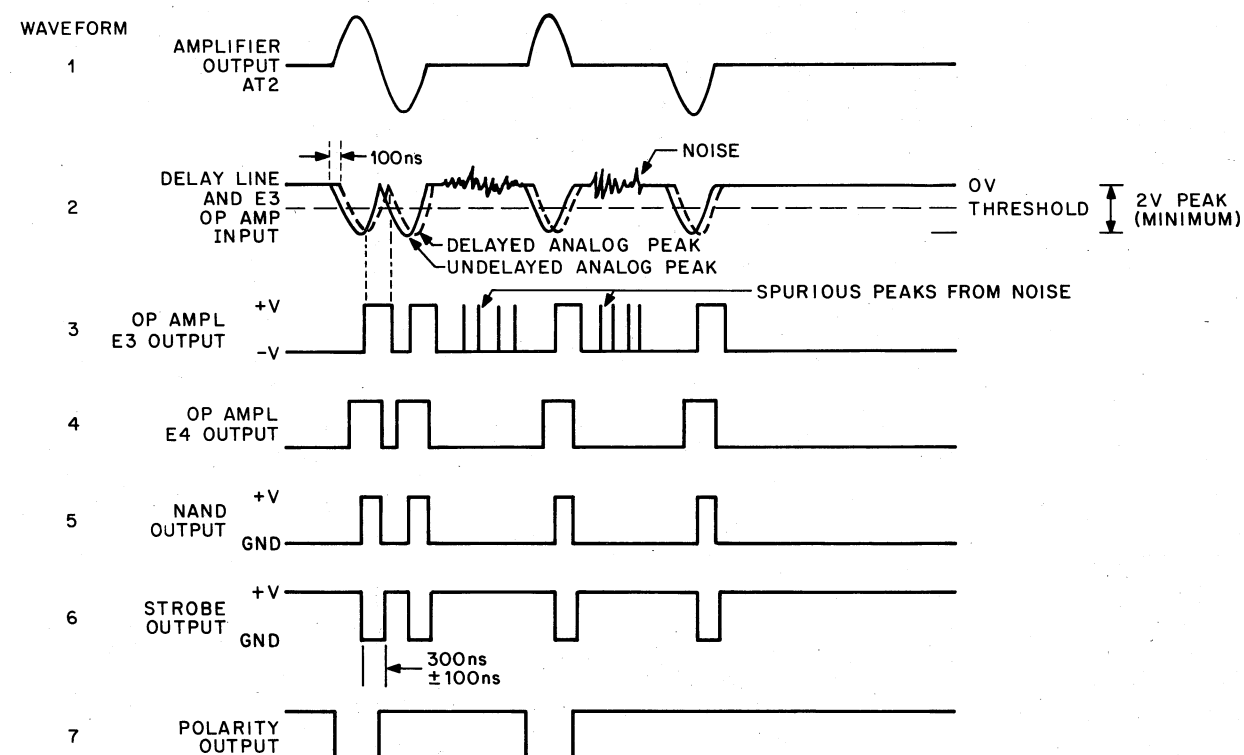 WAVEFORM
1
AMPLIFIER
OUTPUT
AT2
100ns
NOISE
2
DELAY LINE
AND E3
OP AMP
INPUT
0V
THRESHOLD
2V PEAK
(MINIMUM)
DELAYED ANALOG PEAK
UNDELAYED ANALOG PEAK
SPURIOUS PEAKS FROM NOISE
3
OP AMPL
E3 OUTPUT
+V
-V
4
OP AMPL
E4 OUTPUT
5
NAND
OUTPUT
+V
GND
6
STROBE
OUTPUT
+V
GND
300ns
±100ns
7
POLARITY
OUTPUT